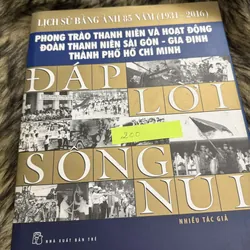 LỊCH SỬ BẰNG ẢNH 85 NĂM (1931 - 2016)
PHONG TRÀO THANH NIÊN VÀ HOẠT ĐỘNG
ĐOÀN THANH NIÊN SÀI GÒN - GIA ĐỊNH
THÀNH PHỐ HỒ CHÍ MINH
ĐÁP
LỜI
200
SÔNG
NÚI
NHIỀU TÁC GIẢ
NHÀ XUẤT BẢN TRẺ